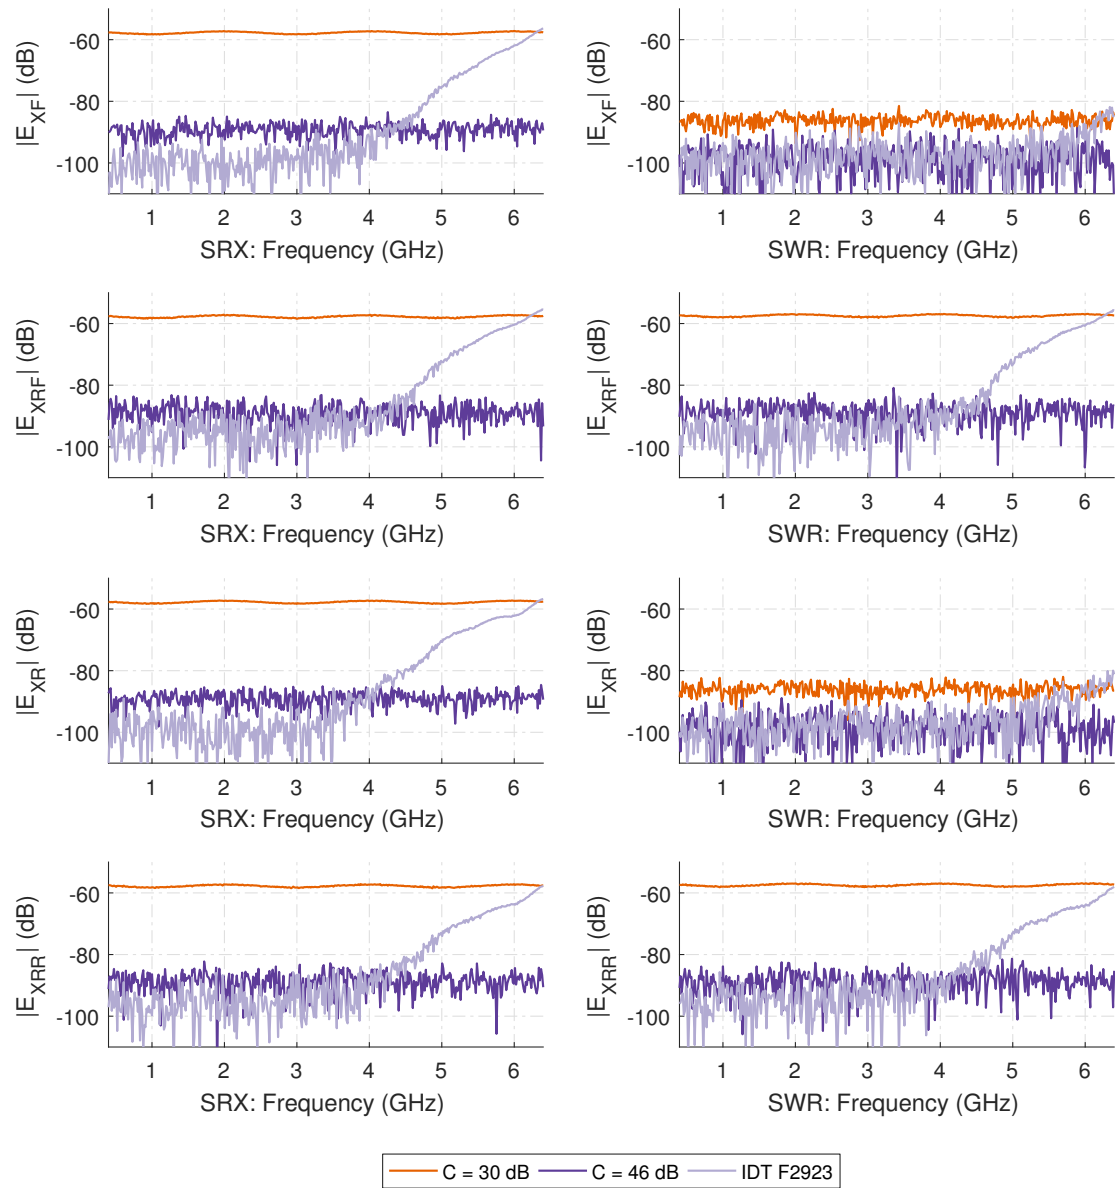 |E_XF| (dB)
-60
-80
-100
1 2 3 4 5 6
SRX: Frequency (GHz)
|E_XF| (dB)
-60
-80
-100
1 2 3 4 5 6
SWR: Frequency (GHz)
|E_XRF| (dB)
-60
-80
-100
1 2 3 4 5 6
SRX: Frequency (GHz)
|E_XRF| (dB)
-60
-80
-100
1 2 3 4 5 6
SWR: Frequency (GHz)
|E_XR| (dB)
-60
-80
-100
1 2 3 4 5 6
SRX: Frequency (GHz)
|E_XR| (dB)
-60
-80
-100
1 2 3 4 5 6
SWR: Frequency (GHz)
|E_XRR| (dB)
-60
-80
-100
1 2 3 4 5 6
SRX: Frequency (GHz)
|E_XRR| (dB)
-60
-80
-100
1 2 3 4 5 6
SWR: Frequency (GHz)
C = 30 dB C = 46 dB IDT F2923